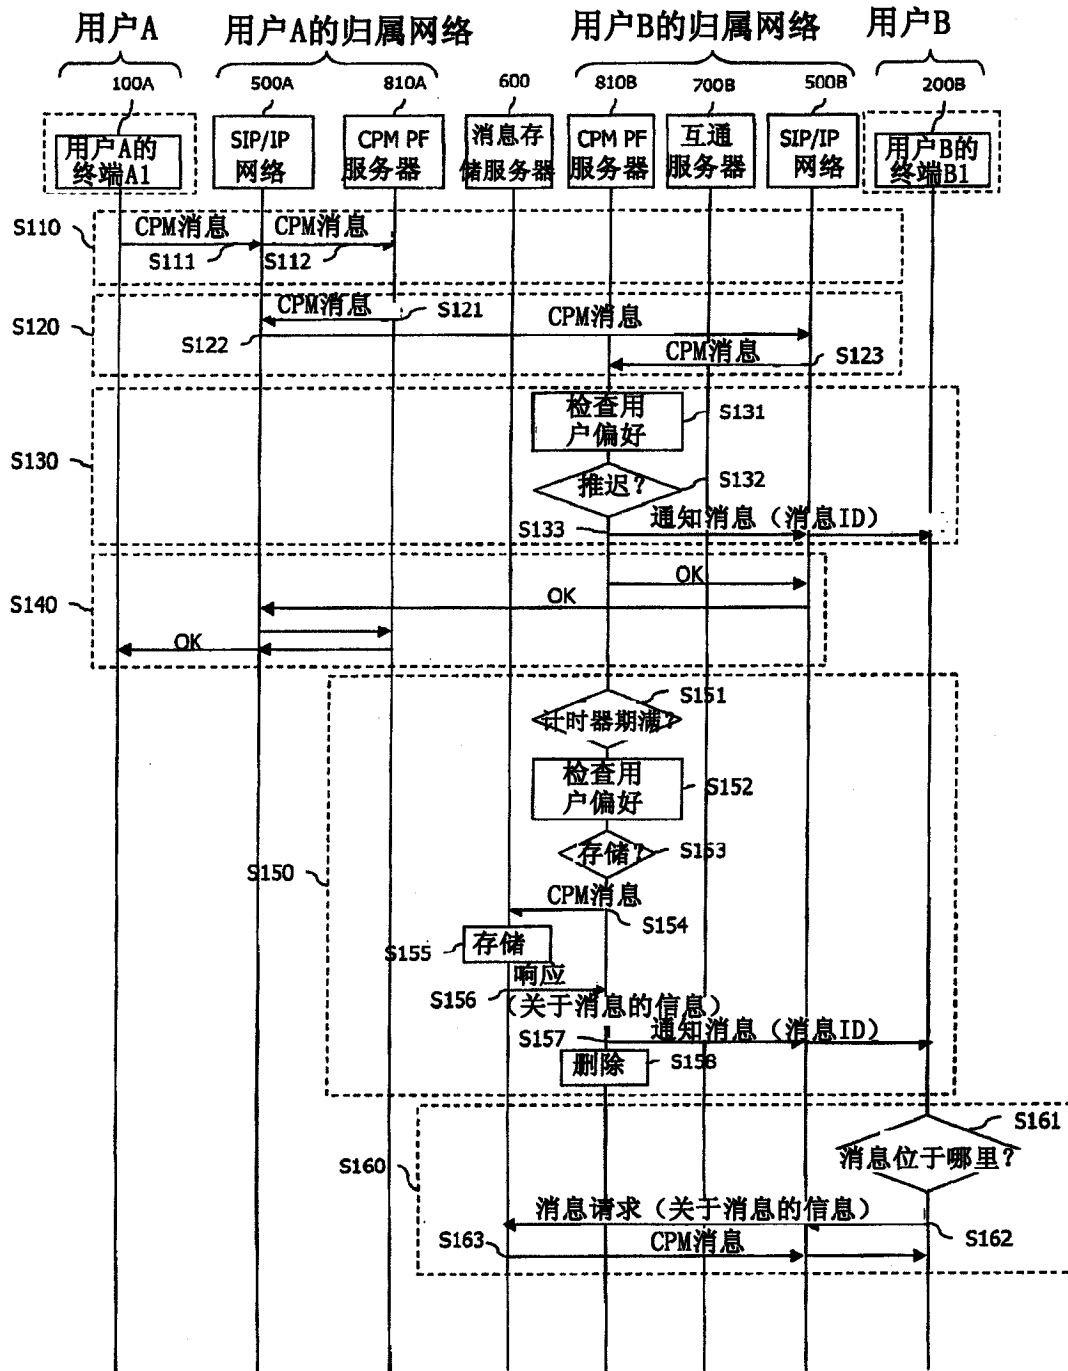 用户A
用户A的归属网络
用户B的归属网络
用户B
100A
500A
810A
600
810B
700B
500B
200B
用户A的
终端A1
SIP/IP
网络
CPM PF
服务器
消息存
储服务器
CPM PF
服务器
互通
服务器
SIP/IP
网络
用户B的
终端B1
S110
CPM消息
CPM消息
S111
S112
S120
CPM消息
S121
S122
CPM消息
CPM消息
S123
S130
检查用
户偏好
S131
推迟?
S132
S133
通知消息（消息ID）
S140
OK
OK
OK
S150
计时器期满?
S151
检查用
户偏好
S152
存储?
S153
CPM消息
S154
S155
存储
响应
S156
（关于消息的信息）
S157
通知消息（消息ID）
删除
S158
S160
S161
消息位于哪里?
消息请求（关于消息的信息）
S162
S163
CPM消息